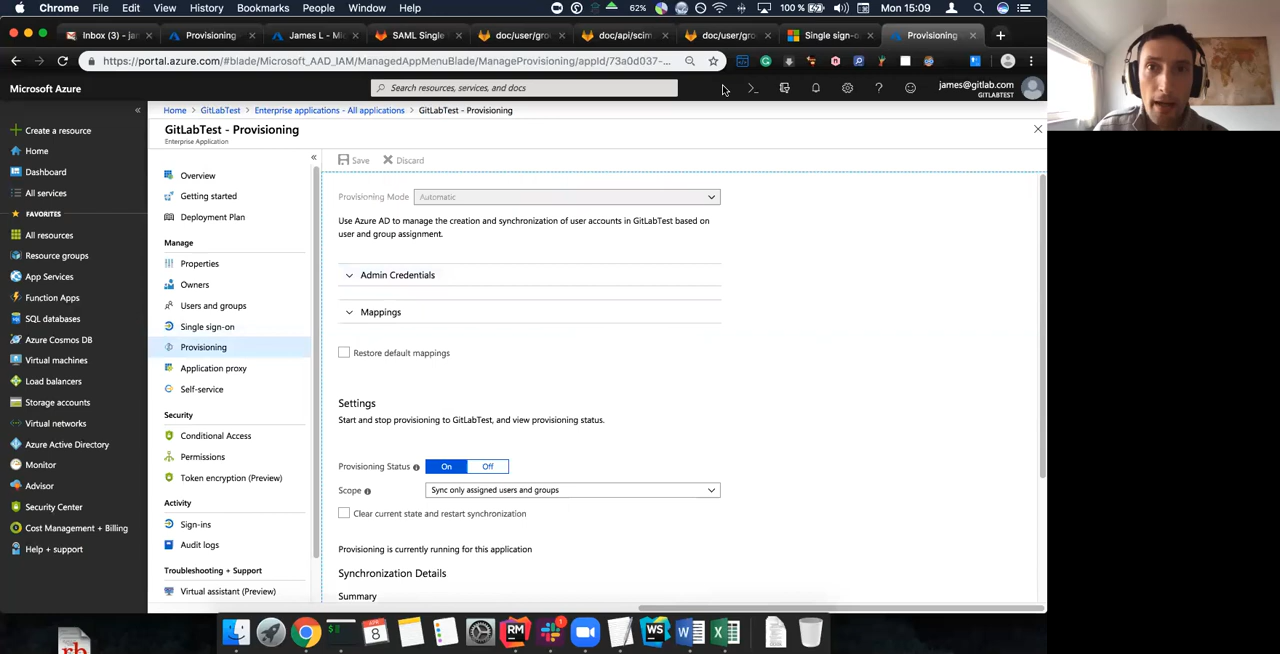 Chrome File Edit View History Bookmarks People Window Help
62% 100 % Mon 15:09
Inbox (3) - ja
Provisioning
James L - Mi
SAML Single
doc/user/gro
doc/api/scim
doc/user/gro
Single sign-o
Provisioning
https://portal.azure.com/#blade/Microsoft_AAD_IAM/ManagedAppMenuBlade/ManageProvisioning/appId/73a0d037-...
Microsoft Azure
Search resources, services, and docs
james@gitlab.com
GITLABTEST
Create a resource
Home
Dashboard
All services
FAVORITES
All resources
Resource groups
App Services
Function Apps
SQL databases
Azure Cosmos DB
Virtual machines
Load balancers
Storage accounts
Virtual networks
Azure Active Directory
Monitor
Advisor
Security Center
Cost Management + Billing
Help + support
Home GitLabTest Enterprise applications - All applications GitLabTest - Provisioning
GitLabTest - Provisioning
Enterprise Application
Overview
Getting started
Deployment Plan
Manage
Properties
Owners
Users and groups
Single sign-on
Provisioning
Application proxy
Self-service
Security
Conditional Access
Permissions
Token encryption (Preview)
Activity
Sign-ins
Audit logs
Troubleshooting + Support
Virtual assistant (Preview)
Save Discard
Provisioning Mode Automatic
Use Azure AD to manage the creation and synchronization of user accounts in GitLabTest based on
user and group assignment.
Admin Credentials
Mappings
Restore default mappings
Settings
Start and stop provisioning to GitLabTest, and view provisioning status.
Provisioning Status On Off
Scope Sync only assigned users and groups
Clear current state and restart synchronization
Provisioning is currently running for this application
Synchronization Details
Summary
APR
8
RM
1
WS
rb